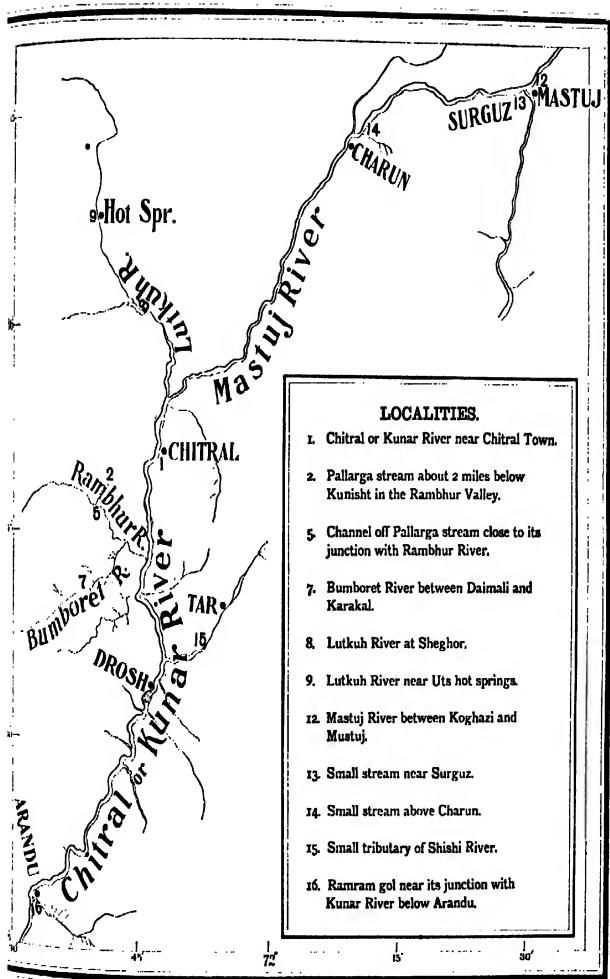 12
MASTUJ
SURGUZ 13
14
CHARUN
9 Hot Spr.
Lutkuh R.
8
Mastuj River
CHITRAL
1
2
Rambhur R.
5
7
Bumboret R.
TAR
15
DROSH
Chitral or Kunar River
ARANDU
16
45'
72°
15'
30'
LOCALITIES.
1. Chitral or Kunar River near Chitral Town.
2. Pallarga stream about 2 miles below
Kunisht in the Rambhur Valley.
5. Channel off Pallarga stream close to its
junction with Rambhur River.
7. Bumboret River between Daimali and
Karakal.
8. Lutkuh River at Sheghor.
9. Lutkuh River near Uts hot springs.
12. Mastuj River between Koghazi and
Mustuj.
13. Small stream near Surguz.
14. Small stream above Charun.
15. Small tributary of Shishi River.
16. Ramram gol near its junction with
Kunar River below Arandu.